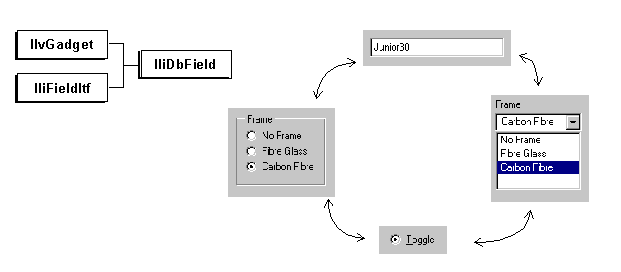 IlvGadget
IliDbField
IliFieldItf
Junior30
Frame
No Frame
Fibre Glass
Carbon Fibre
Frame
Carbon Fibre
No Frame
Fibre Glass
Carbon Fibre
Toggle